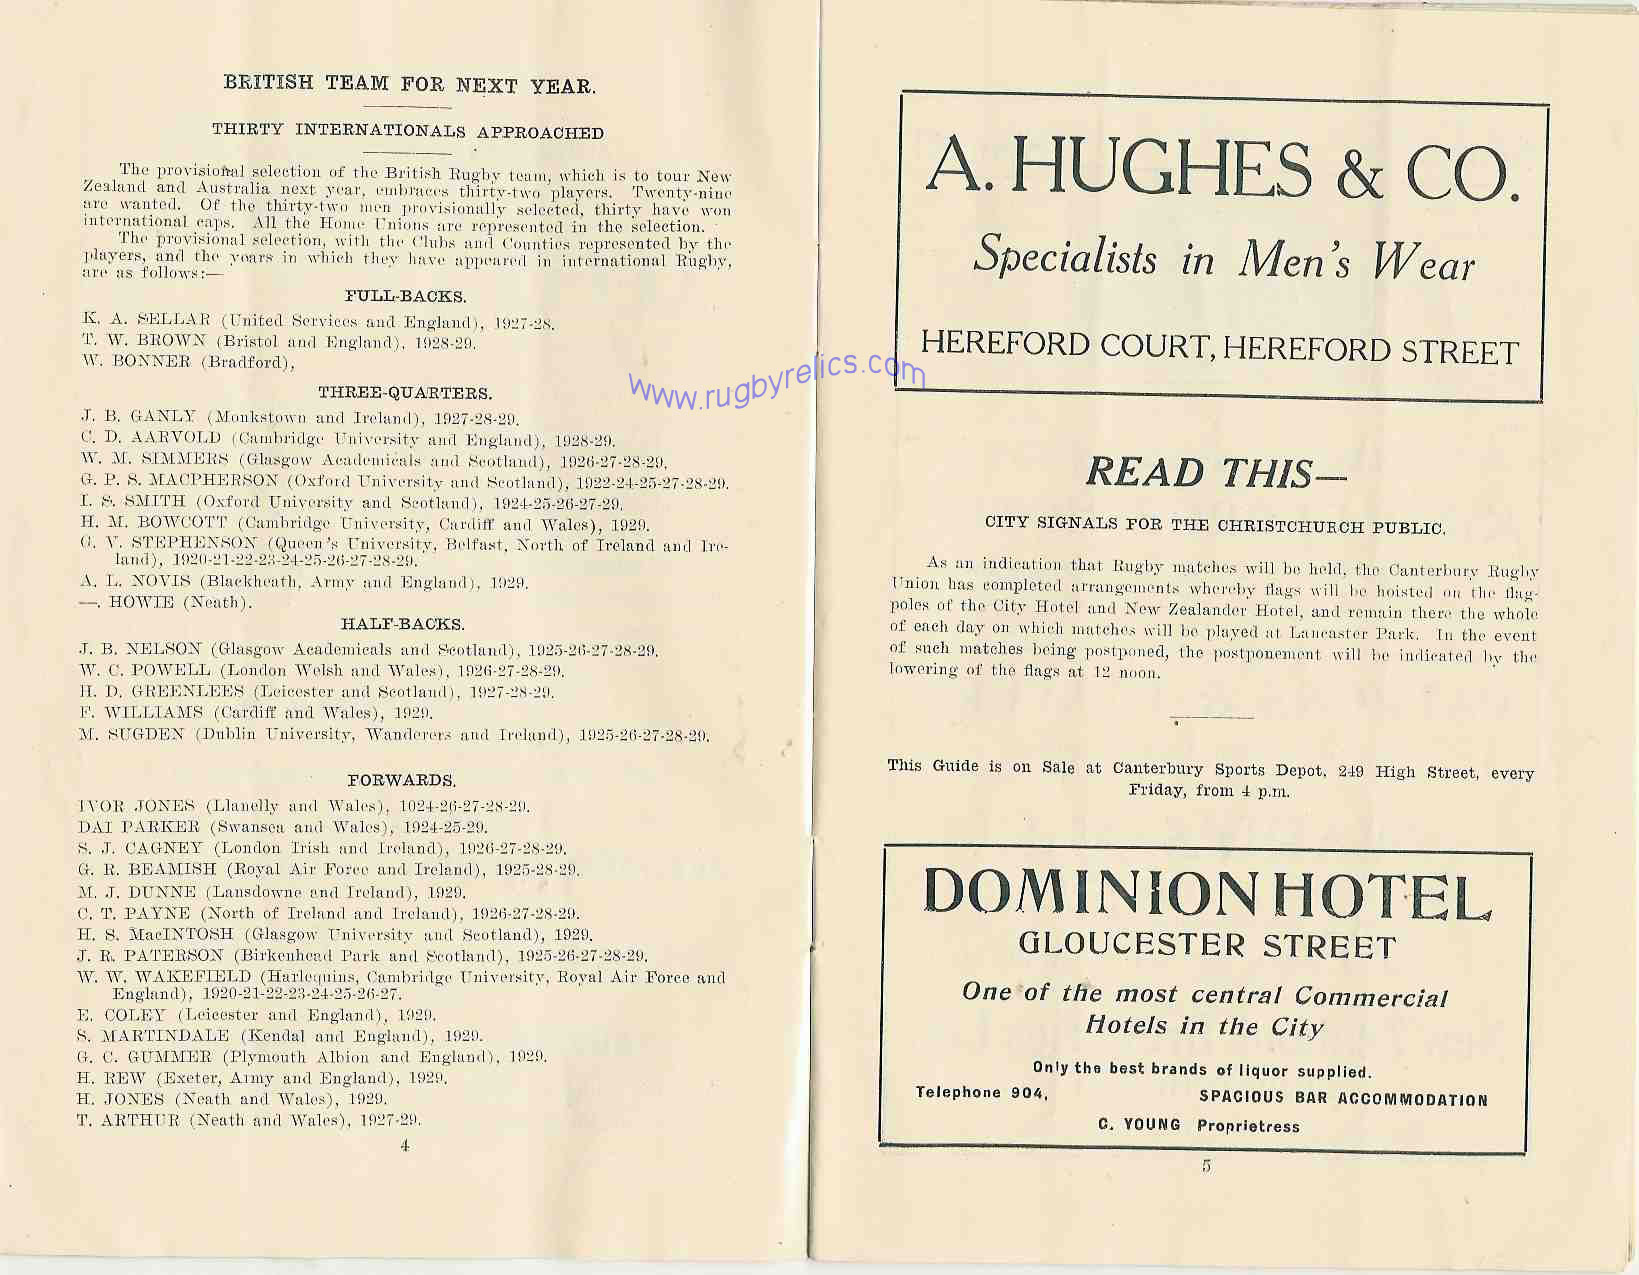 BRITISH TEAM FOR NEXT YEAR.
THIRTY INTERNATIONALS APPROACHED
The provisional selection of the British Rugby team, which is to tour New
Zealand and Australia next year, embraces thirty-two players. Twenty-nine
are wanted. Of the thirty-two men provisionally selected, thirty have won
international caps. All the Home Unions are represented in the selection.
The provisional selection, with the Clubs and Counties represented by the
players, and the years in which they have appeared in international Rugby,
are as follows:—
FULL-BACKS.
K. A. SELLAR (United Services and England), 1927-28.
T. W. BROWN (Bristol and England), 1928-29.
W. BONNER (Bradford),
THREE-QUARTERS.
J. B. GANLY (Monkstown and Ireland), 1927-28-29.
C. D. AARVOLD (Cambridge University and England), 1928-29.
W. M. SIMMERS (Glasgow Academicals and Scotland), 1926-27-28-29.
G. P. S. MACPHERSON (Oxford University and Scotland), 1922-24-25-27-28-29.
I. S. SMITH (Oxford University and Scotland), 1924-25-26-27-29.
H. M. BOWCOTT (Cambridge University, Cardiff and Wales), 1929.
G. V. STEPHENSON (Queen's University, Belfast, North of Ireland and Ire-
land), 1920-21-22-23-24-25-26-27-28-29.
A. L. NOVIS (Blackheath, Army and England), 1929.
—. HOWIE (Neath).
HALF-BACKS.
J. B. NELSON (Glasgow Academicals and Scotland), 1925-26-27-28-29.
W. C. POWELL (London Welsh and Wales), 1926-27-28-29.
H. D. GREENLEES (Leicester and Scotland), 1927-28-29.
F. WILLIAMS (Cardiff and Wales), 1929.
M. SUGDEN (Dublin University, Wanderers and Ireland), 1925-26-27-28-29.
FORWARDS.
IVOR JONES (Llanelly and Wales), 1024-26-27-28-29.
DAI PARKER (Swansea and Wales), 1924-25-29.
S. J. CAGNEY (London Irish and Ireland), 1926-27-28-29.
G. R. BEAMISH (Royal Air Force and Ireland), 1925-28-29.
M. J. DUNNE (Lansdowne and Ireland), 1929.
C. T. PAYNE (North of Ireland and Ireland), 1926-27-28-29.
H. S. MacINTOSH (Glasgow University and Scotland), 1929.
J. R. PATERSON (Birkenhead Park and Scotland), 1925-26-27-28-29.
W. W. WAKEFIELD (Harlequins, Cambridge University, Royal Air Force and
England), 1920-21-22-23-24-25-26-27.
E. COLEY (Leicester and England), 1929.
S. MARTINDALE (Kendal and England), 1929.
G. C. GUMMER (Plymouth Albion and England), 1929.
H. REW (Exeter, Army and England), 1929.
H. JONES (Neath and Wales), 1929.
T. ARTHUR (Neath and Wales), 1927-29.
4
www.rugbyrelics.com
A. HUGHES & CO.
Specialists in Men's Wear
HEREFORD COURT, HEREFORD STREET
READ THIS—
CITY SIGNALS FOR THE CHRISTCHURCH PUBLIC.
As an indication that Rugby matches will be held, the Canterbury Rugby
Union has completed arrangements whereby flags will be hoisted on the flag-
poles of the City Hotel and New Zealander Hotel, and remain there the whole
of each day on which matches will be played at Lancaster Park. In the event
of such matches being postponed, the postponement will be indicated by the
lowering of the flags at 12 noon.
This Guide is on Sale at Canterbury Sports Depot, 249 High Street, every
Friday, from 4 p.m.
DOMINION HOTEL
GLOUCESTER STREET
One of the most central Commercial
Hotels in the City
Only the best brands of liquor supplied.
Telephone 904,
SPACIOUS BAR ACCOMMODATION
C. YOUNG Proprietress
5